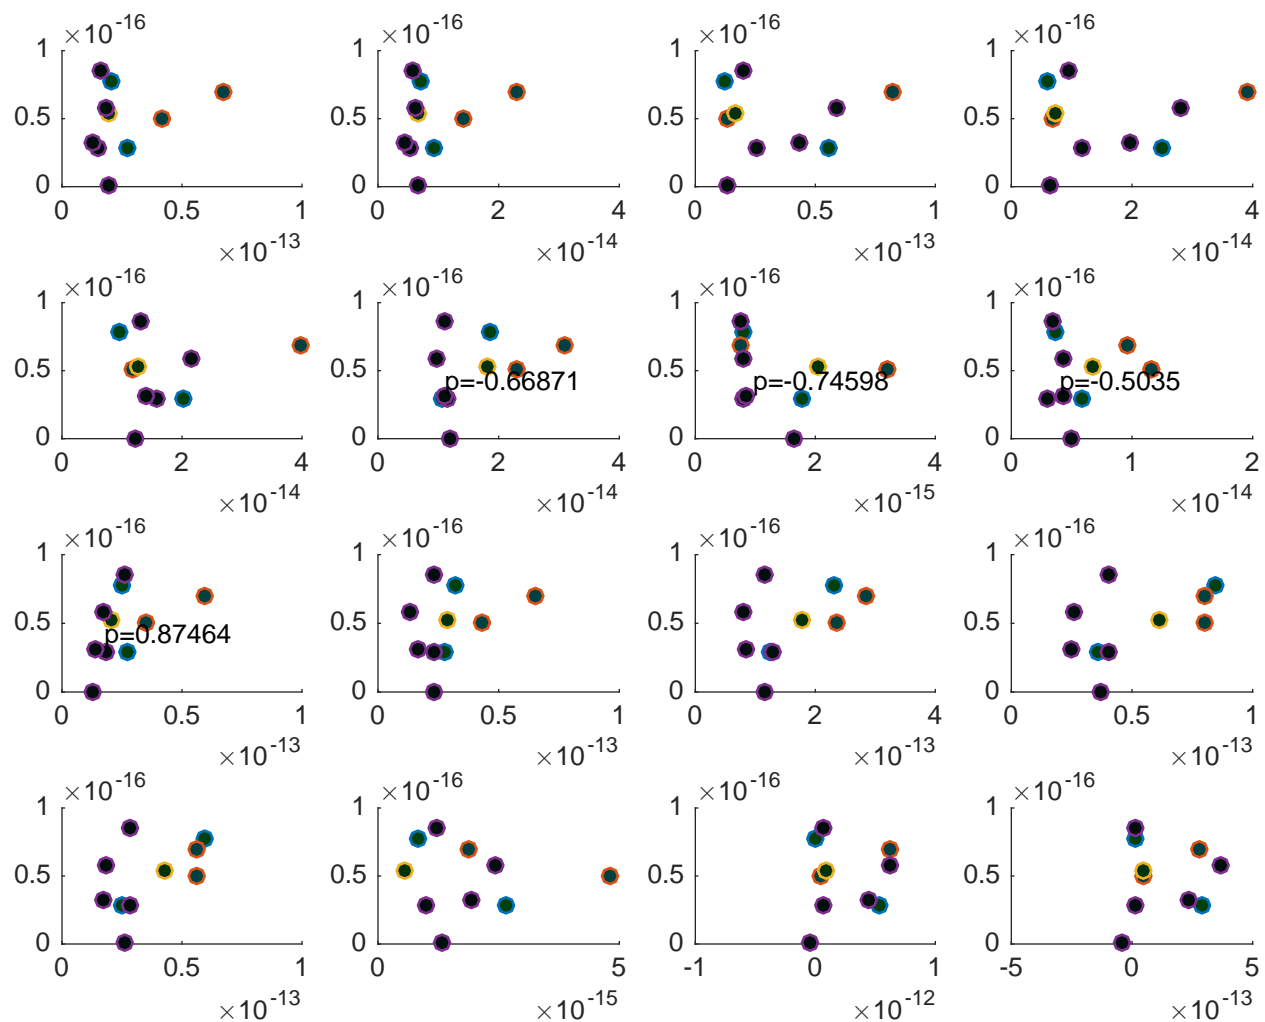 ×10-16 ×10-16 ×10-16 ×10-16
1 1 1 1
0.5 0.5 0.5 0.5
0 0 0 0
0 0.5 1 0 2 4 0 0.5 1 0 2 4
×10-13 ×10-14 ×10-13 ×10-14
×10-16 ×10-16 ×10-16 ×10-16
1 1 1 1
0.5 0.5 0.5 0.5
p=-0.66871 p=-0.74598 p=-0.5035
0 0 0 0
0 2 4 0 2 4 0 2 4 0 1 2
×10-14 ×10-14 ×10-15 ×10-14
×10-16 ×10-16 ×10-16 ×10-16
1 1 1 1
0.5 0.5 0.5 0.5
p=0.87464
0 0 0 0
0 0.5 1 0 0.5 1 0 2 4 0 0.5 1
×10-13 ×10-13 ×10-13 ×10-13
×10-16 ×10-16 ×10-16 ×10-16
1 1 1 1
0.5 0.5 0.5 0.5
0 0 0 0
0 0.5 1 0 5 -1 0 1 -5 0 5
×10-13 ×10-15 ×10-12 ×10-13